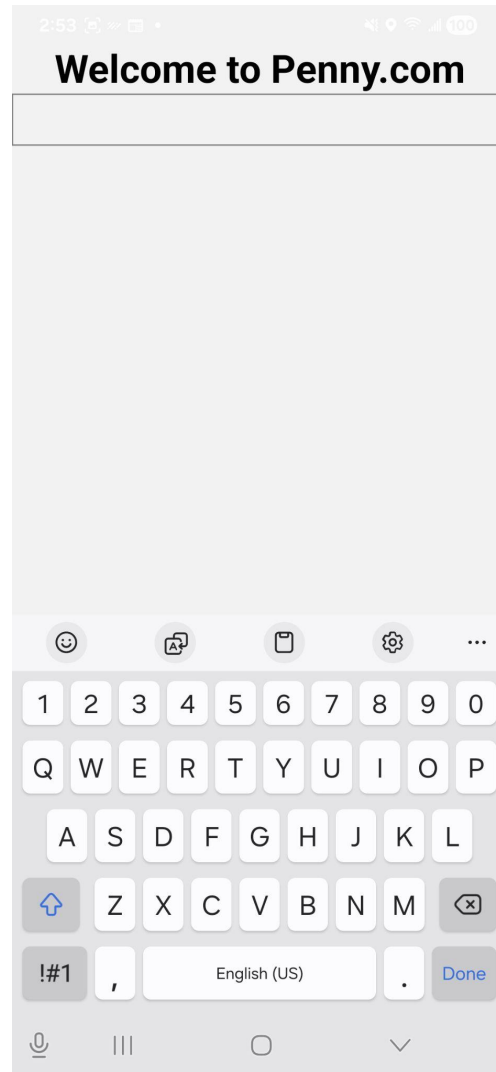 2:53
100
Welcome to Penny.com
1 2 3 4 5 6 7 8 9 0
Q W E R T Y U I O P
A S D F G H J K L
Z X C V B N M
!#1 , English (US) . Done